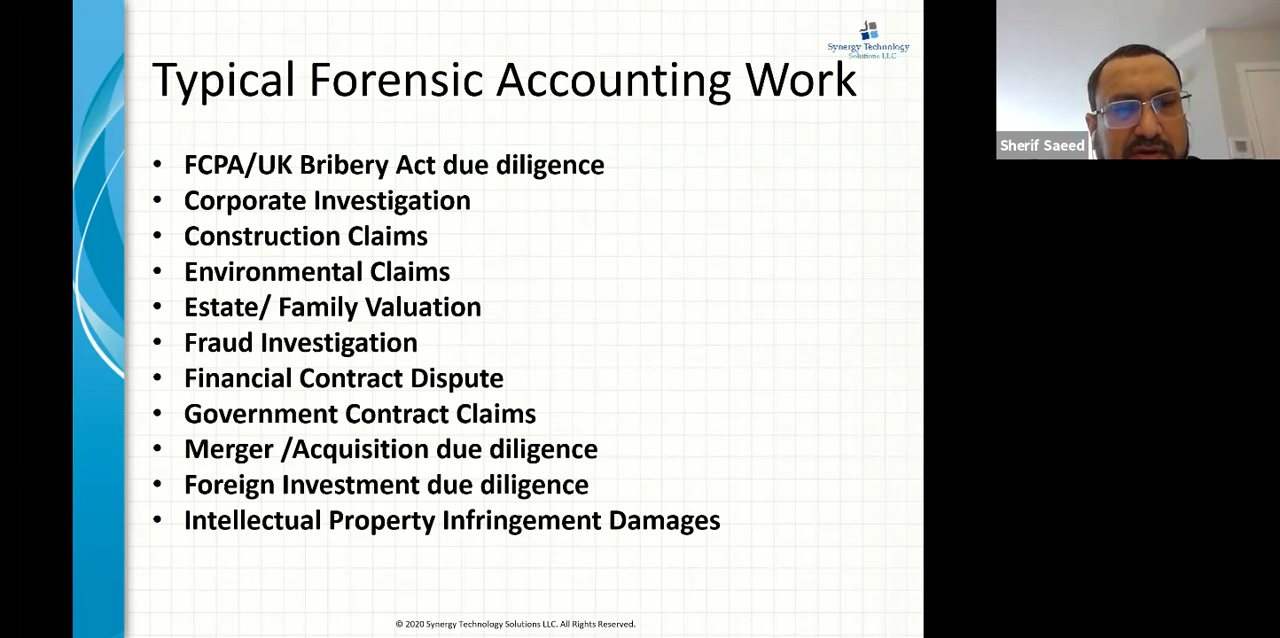 Synergy Technology
Solutions LLC
Typical Forensic Accounting Work
• FCPA/UK Bribery Act due diligence
• Corporate Investigation
• Construction Claims
• Environmental Claims
• Estate/ Family Valuation
• Fraud Investigation
• Financial Contract Dispute
• Government Contract Claims
• Merger /Acquisition due diligence
• Foreign Investment due diligence
• Intellectual Property Infringement Damages
© 2020 Synergy Technology Solutions LLC. All Rights Reserved.
Sherif Saeed